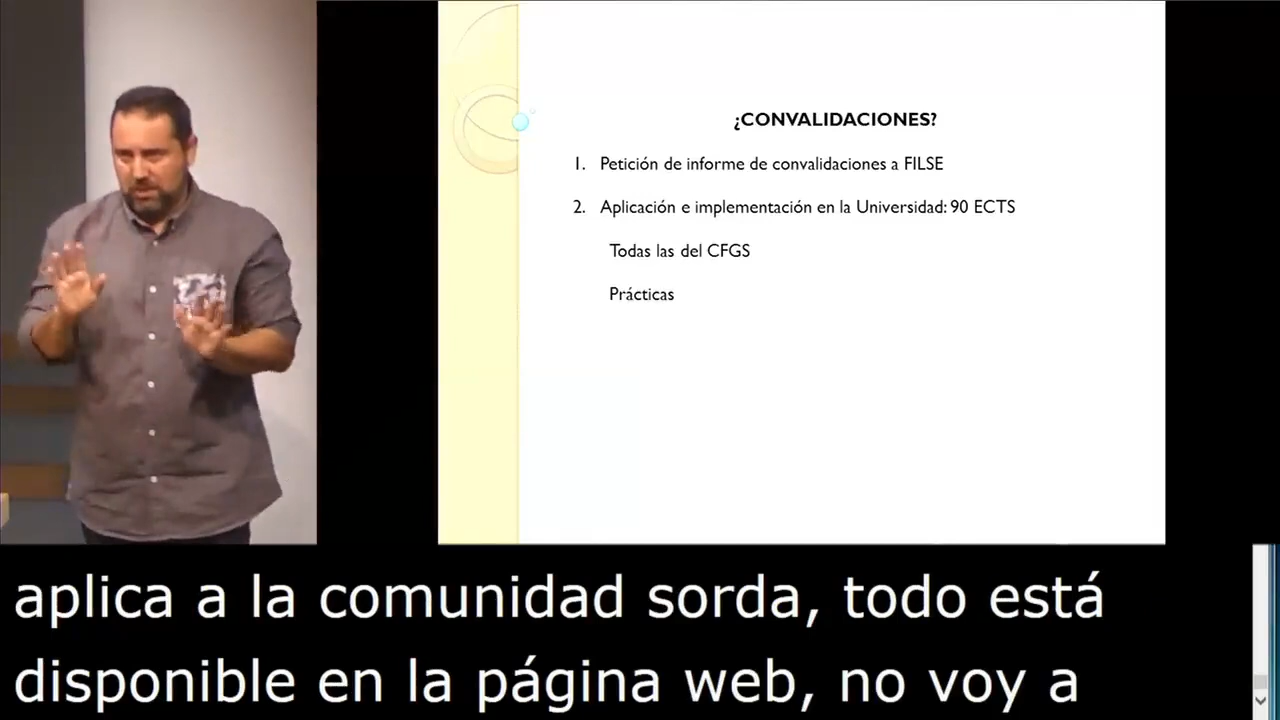 ¿CONVALIDACIONES?
1. Petición de informe de convalidaciones a FILSE
2. Aplicación e implementación en la Universidad: 90 ECTS
Todas las del CFGS
Prácticas
aplica a la comunidad sorda, todo está
disponible en la página web, no voy a